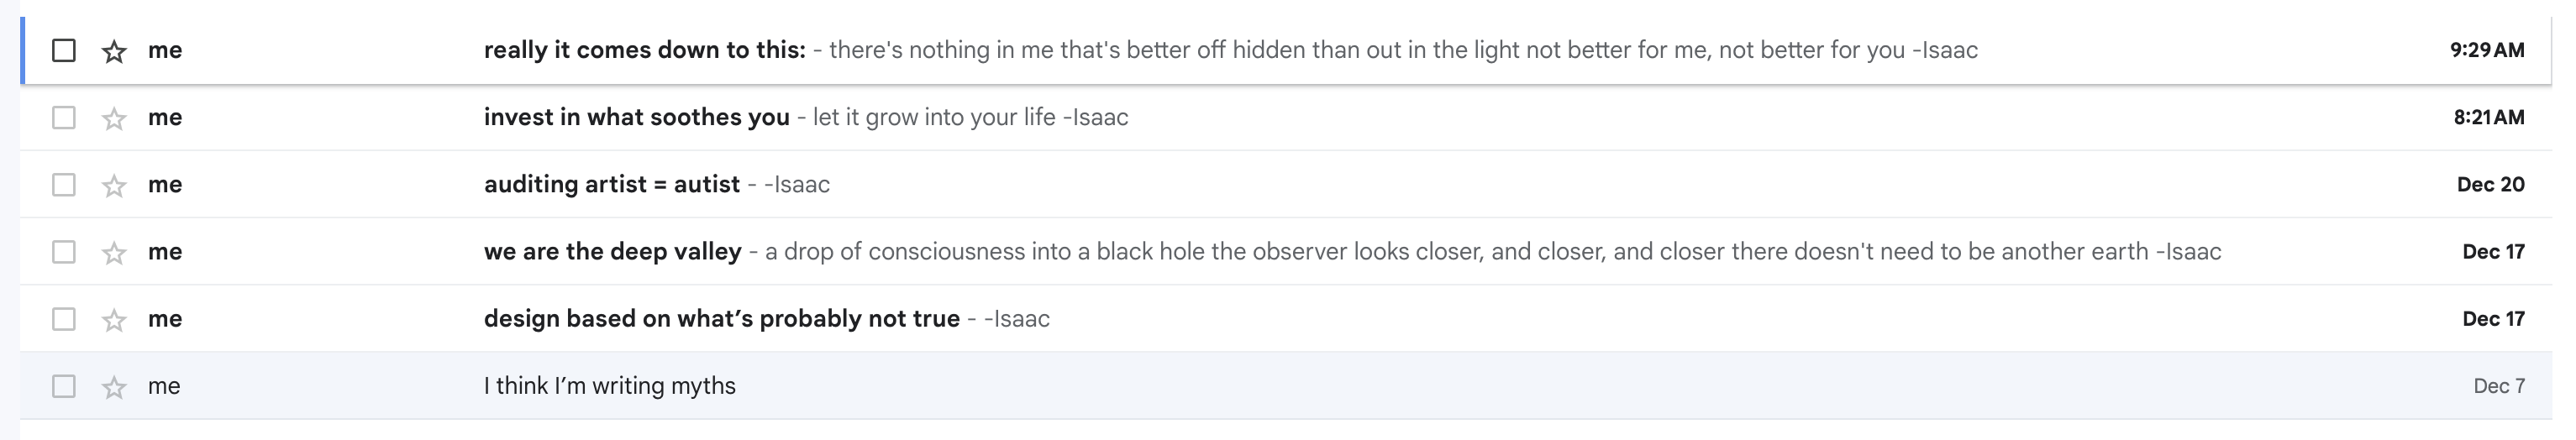 me really it comes down to this: - there's nothing in me that's better off hidden than out in the light not better for me, not better for you -Isaac 9:29 AM
me invest in what soothes you - let it grow into your life -Isaac 8:21 AM
me auditing artist = autist - -Isaac Dec 20
me we are the deep valley - a drop of consciousness into a black hole the observer looks closer, and closer, and closer there doesn't need to be another earth -Isaac Dec 17
me design based on what’s probably not true - -Isaac Dec 17
me I think I’m writing myths Dec 7